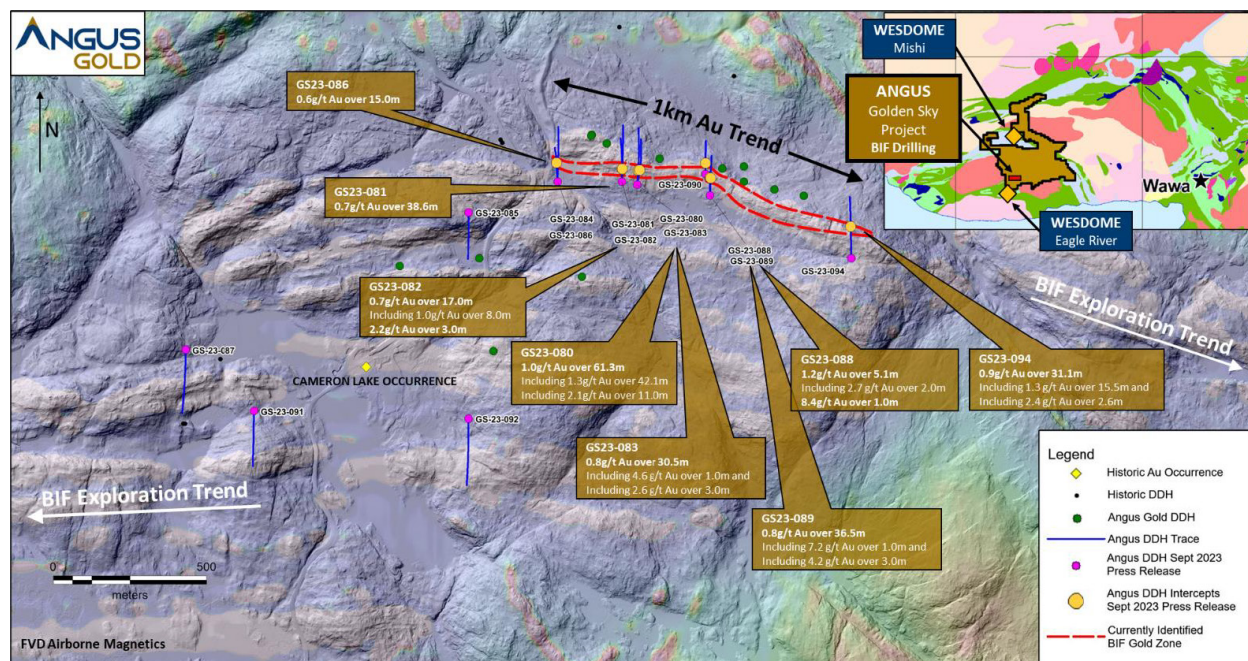 ANGUS
GOLD
N
GS23-086
0.6g/t Au over 15.0m
1km Au Trend
GS23-081
0.7g/t Au over 38.6m
GS-23-090
GS-23-085
GS-23-084
GS-23-086
GS-23-081
GS-23-082
GS-23-080
GS-23-083
GS-23-088
GS-23-089
GS-23-094
GS23-082
0.7g/t Au over 17.0m
Including 1.0g/t Au over 8.0m
2.2g/t Au over 3.0m
GS23-080
1.0g/t Au over 61.3m
Including 1.3g/t Au over 42.1m
Including 2.1g/t Au over 11.0m
GS23-088
1.2g/t Au over 5.1m
Including 2.7 g/t Au over 2.0m
8.4g/t Au over 1.0m
GS23-094
0.9g/t Au over 31.1m
Including 1.3 g/t Au over 15.5m and
Including 2.4 g/t Au over 2.6m
GS23-083
0.8g/t Au over 30.5m
Including 4.6 g/t Au over 1.0m and
Including 2.6 g/t Au over 3.0m
GS23-089
0.8g/t Au over 36.5m
Including 7.2 g/t Au over 1.0m and
Including 4.2 g/t Au over 3.0m
GS-23-087
CAMERON LAKE OCCURRENCE
GS-23-091
GS-23-092
BIF Exploration Trend
BIF Exploration Trend
0 500
meters
FVD Airborne Magnetics
WESDOME
Mishi
ANGUS
Golden Sky
Project
BIF Drilling
Wawa
WESDOME
Eagle River
Legend
Historic Au Occurrence
Historic DDH
Angus Gold DDH
Angus DDH Trace
Angus DDH Sept 2023
Press Release
Angus DDH Intercepts
Sept 2023 Press Release
Currently Identified
BIF Gold Zone